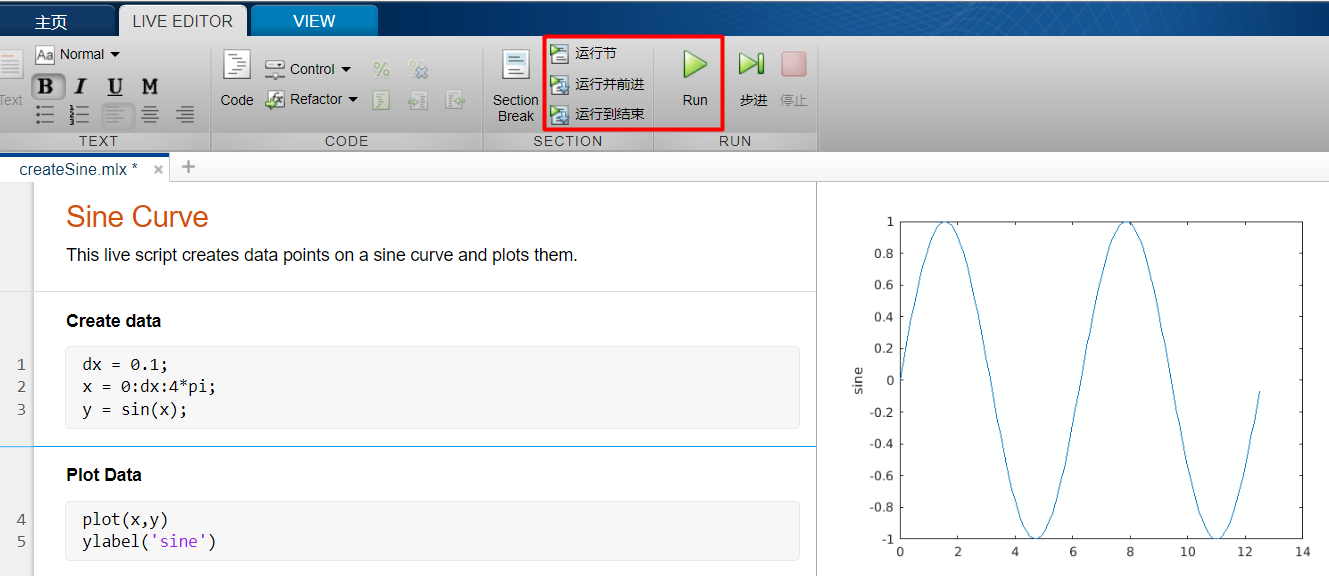 主页 LIVE EDITOR VIEW
Aa Normal
Text
B I U M
TEXT
Code
Control
Refactor
CODE
Section
Break
运行节
运行并前进
运行到结束
SECTION
Run
步进
停止
RUN
createSine.mlx * × +
Sine Curve
This live script creates data points on a sine curve and plots them.
Create data
1 dx = 0.1;
2 x = 0:dx:4*pi;
3 y = sin(x);
Plot Data
4 plot(x,y)
5 ylabel('sine')
1
0.8
0.6
0.4
0.2
0
-0.2
-0.4
-0.6
-0.8
-1
sine
0 2 4 6 8 10 12 14